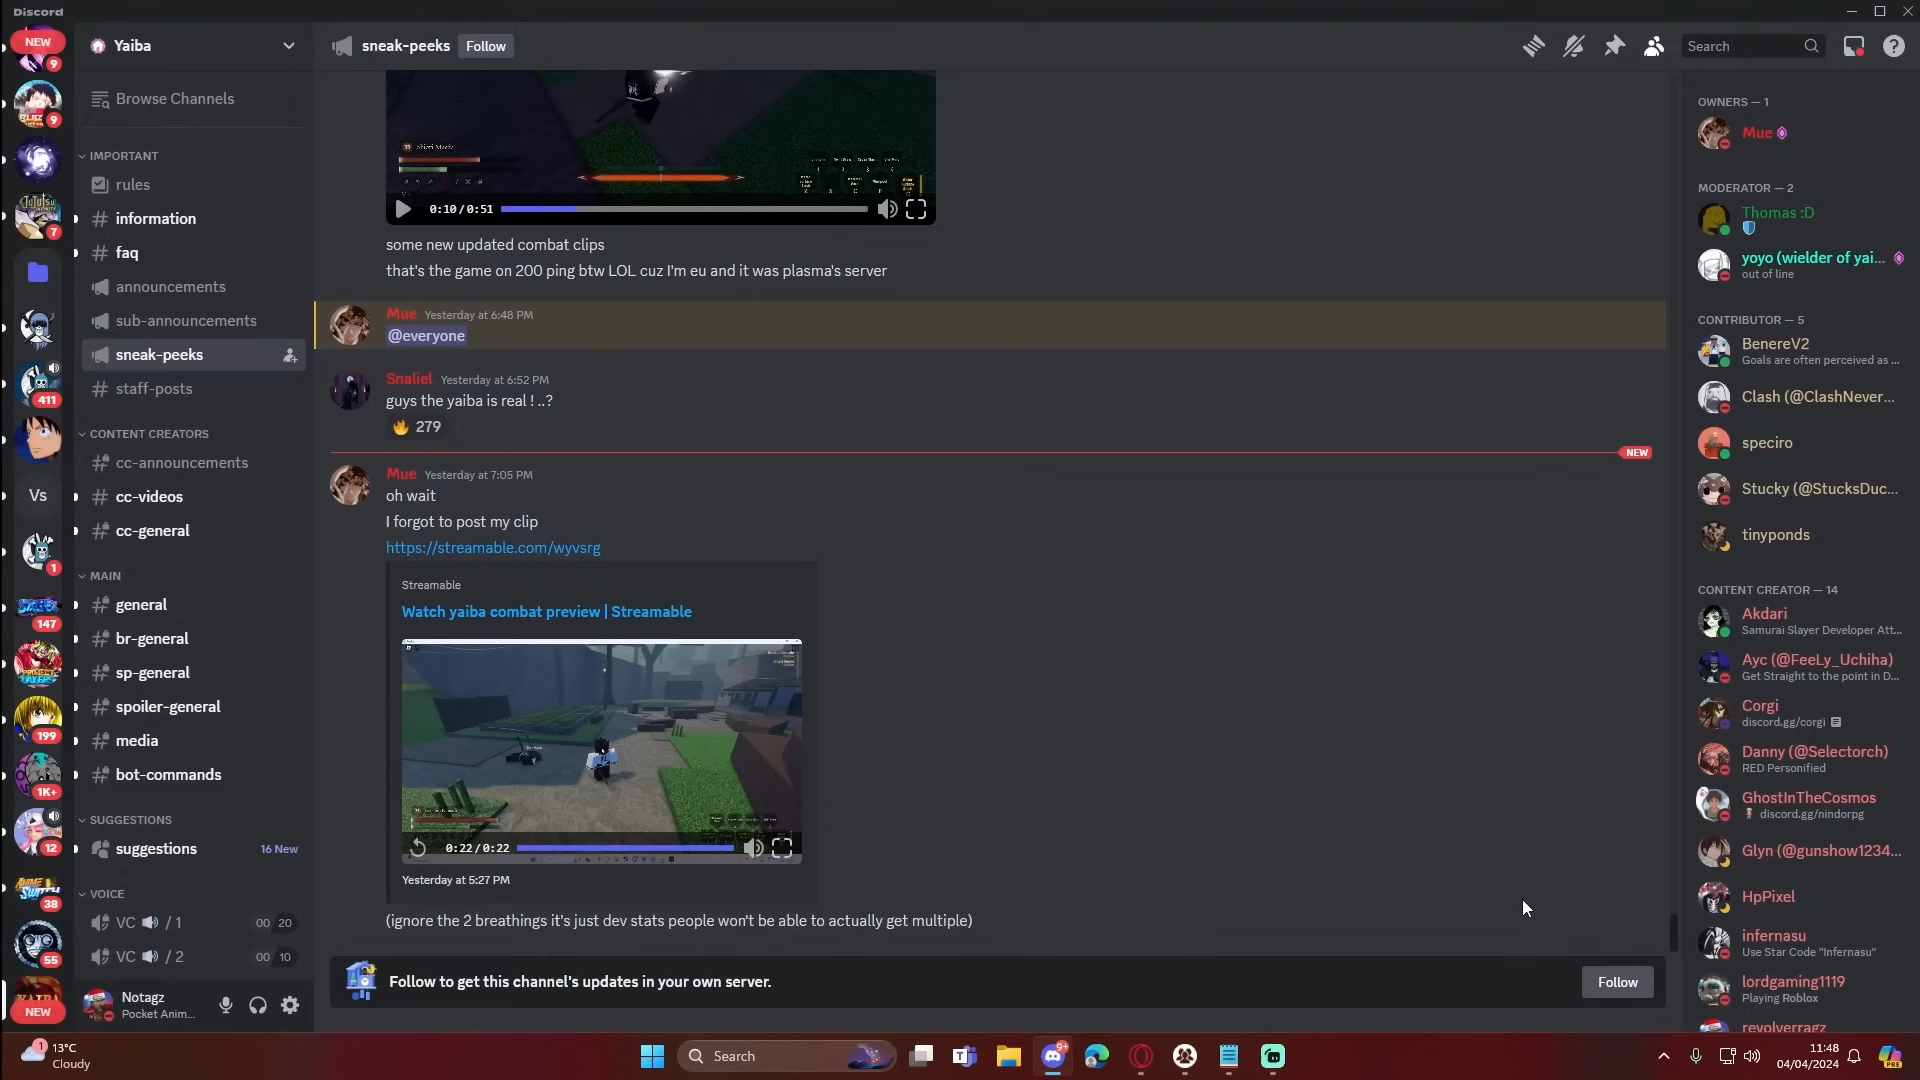 Discord
NEW
9
9
7
411
Vs
1
147
199
1K+
12
38
55
NEW
Yaiba
Browse Channels
IMPORTANT
rules
information
faq
announcements
sub-announcements
sneak-peeks
staff-posts
CONTENT CREATORS
cc-announcements
cc-videos
cc-general
MAIN
general
br-general
sp-general
spoiler-general
media
bot-commands
SUGGESTIONS
suggestions 16 New
VOICE
VC / 1 00 20
VC / 2 00 10
Notagz
Pocket Anim...
sneak-peeks Follow
Search
0:10/0:51
some new updated combat clips
that's the game on 200 ping btw LOL cuz I'm eu and it was plasma's server
Mue Yesterday at 6:48 PM
@everyone
Snaliel Yesterday at 6:52 PM
guys the yaiba is real ! ..?
279
NEW
Mue Yesterday at 7:05 PM
oh wait
I forgot to post my clip
https://streamable.com/wyvsrg
Streamable
Watch yaiba combat preview | Streamable
0:22/0:22
Yesterday at 5:27 PM
(ignore the 2 breathings it's just dev stats people won't be able to actually get multiple)
Follow to get this channel's updates in your own server.
Follow
OWNERS — 1
Mue
MODERATOR — 2
Thomas :D
yoyo (wielder of yai...
out of line
CONTRIBUTOR — 5
BenereV2
Goals are often perceived as ...
Clash (@ClashNever...
speciro
Stucky (@StucksDuc...
tinyponds
CONTENT CREATOR — 14
Akdari
Samurai Slayer Developer Att...
Ayc (@FeeLy_Uchiha)
Get Straight to the point in D...
Corgi
discord.gg/corgi
Danny (@Selectorch)
RED Personified
GhostInTheCosmos
discord.gg/nindorpg
Glyn (@gunshow1234...
HpPixel
infernasu
Use Star Code "Infernasu"
lordgaming1119
Playing Roblox
revolverragz
1
13°C
Cloudy
Search
9+
11:48
04/04/2024
PRE